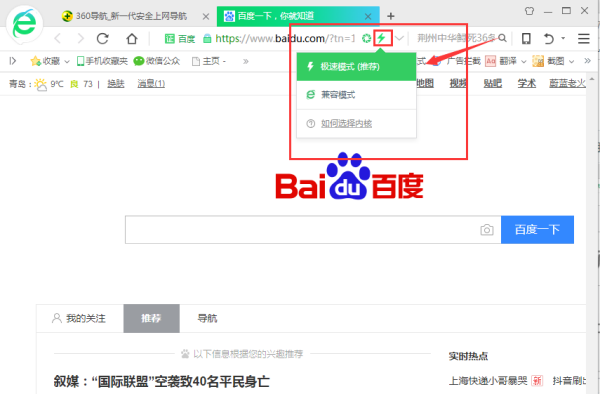 360导航_新一代安全上网导航
百度一下，你就知道
百度
https://www.baidu.com/?tn=1
荆州中华鲟死36条
收藏
手机收藏夹
微信公众
主页
广告拦截
翻译
截图
极速模式 (推荐)
兼容模式
如何选择内核
青岛：
9℃
良 73
换肤
消息(1)
地图
视频
贴吧
学术
蔚蓝老火
Bai du 百度
百度一下
我的关注
推荐
导航
以下信息根据您的兴趣推荐
实时热点
叙媒：“国际联盟”空袭致40名平民身亡
上海快递小哥暴哭 新 抖音刷出